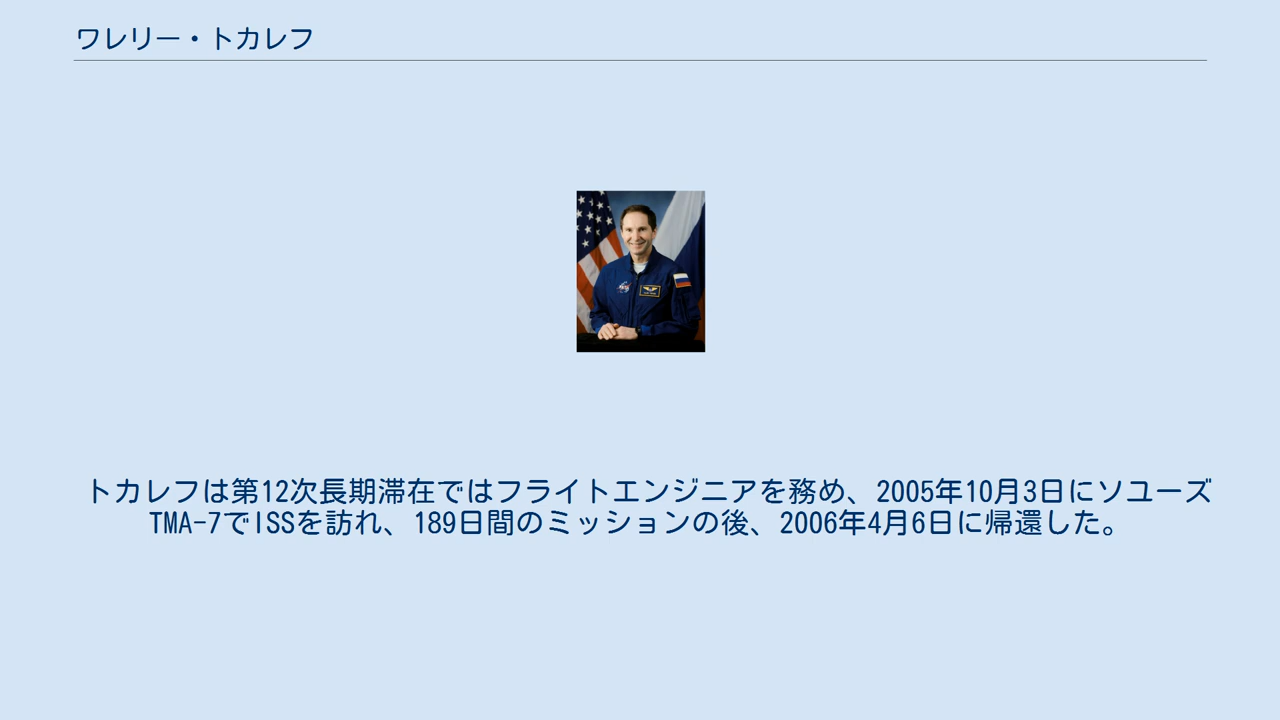 ワレリー・トカレフ
トカレフは第12次長期滞在ではフライトエンジニアを務め、2005年10月3日にソユーズ
TMA-7でISSを訪れ、189日間のミッションの後、2006年4月6日に帰還した。